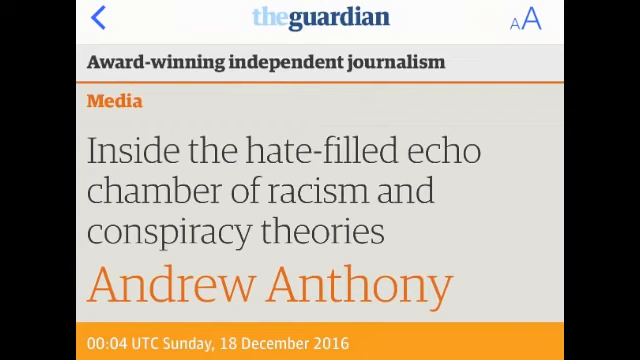 theguardian
AA
Award-winning independent journalism
Media
Inside the hate-filled echo
chamber of racism and
conspiracy theories
Andrew Anthony
00:04 UTC Sunday, 18 December 2016